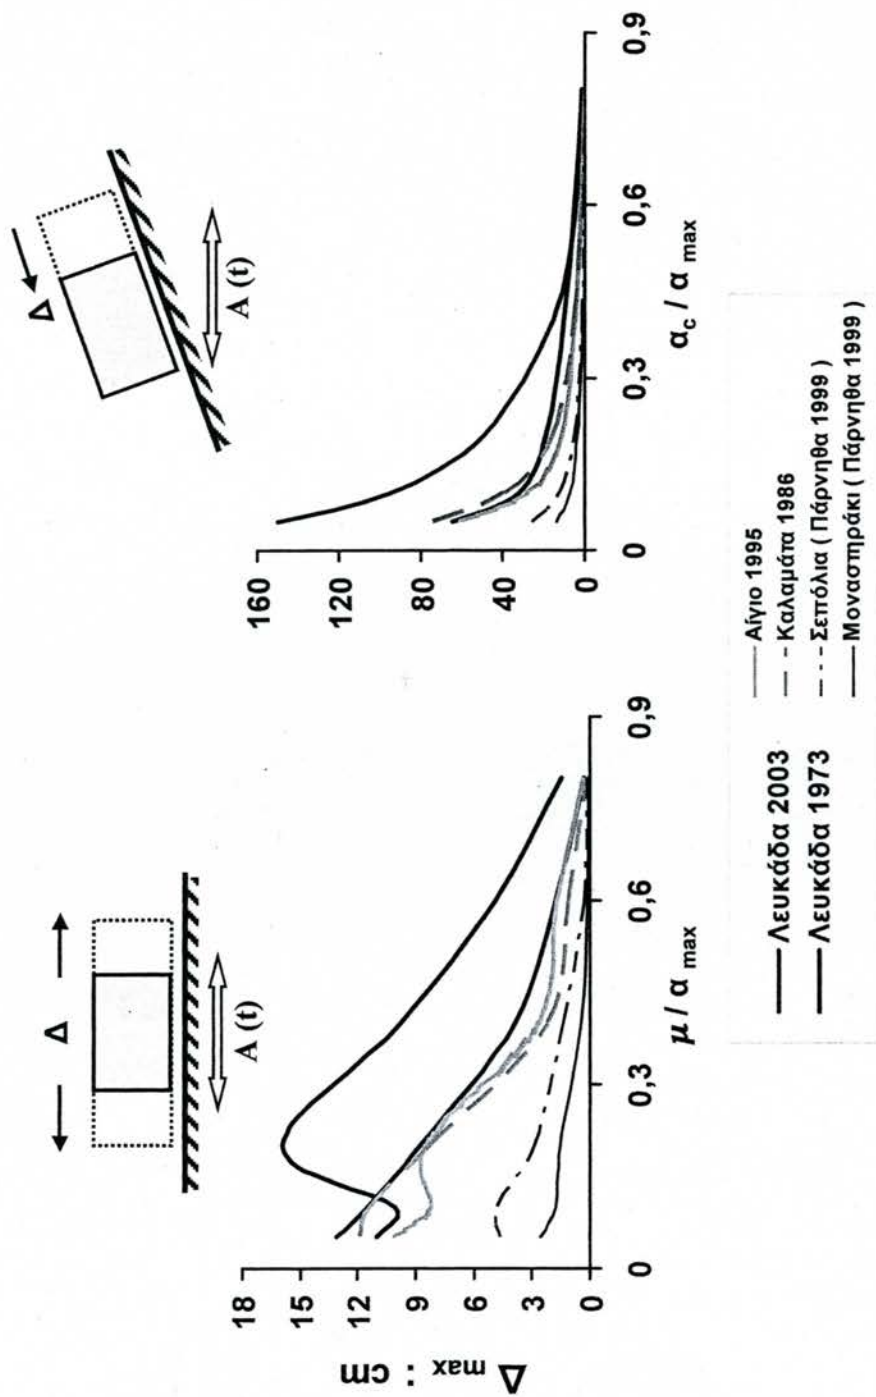 Δ
A (t)
Δ max : cm
18
15
12
9
6
3
0
0
0,3
0,6
0,9
μ / α max
Δ
A (t)
160
120
80
40
0
0
0,3
0,6
0,9
αc / α max
Λευκάδα 2003
Λευκάδα 1973
Αίγιο 1995
Καλαμάτα 1986
Σεπόλια ( Πάρνηθα 1999 )
Μοναστηράκι ( Πάρνηθα 1999 )